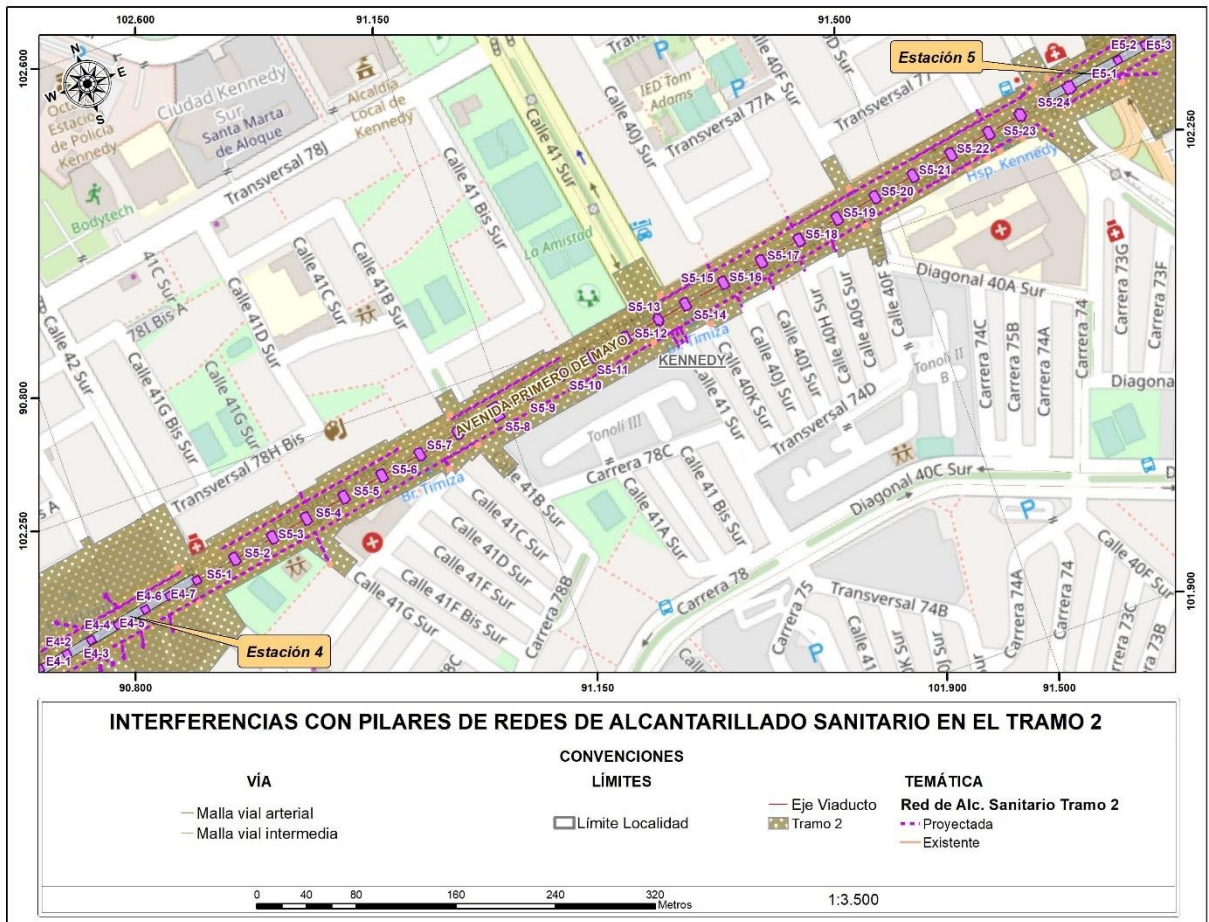 102.600
91.150
91.500
102.600
102.250
90.800
102.250
101.900
90.800
91.150
101.900
91.500
N
E
S
W
Estación 5
E5-2
E5-3
E5-1
S5-24
S5-23
S5-22
S5-21
S5-20
S5-19
S5-18
S5-17
S5-16
S5-15
S5-14
S5-13
S5-12
S5-11
S5-10
S5-9
S5-8
S5-7
S5-6
S5-5
S5-4
S5-3
S5-2
S5-1
E4-7
E4-6
E4-5
E4-4
E4-3
E4-2
E4-1
Estación 4
Ciudad Kennedy
Sur
Alcaldía
Local de
Kennedy
Estación
de Policía
Kennedy
Santa Marta
de Aloque
Bodytech
Transversal 78J
Calle 41 Bis Sur
Calle 41 Sur
Calle 40J Sur
IED Tom
Adams
Transversal 77A
Calle 40F Sur
Transversal 77
Hsp. Kennedy
La Amistad
41C Sur
78I Bis A
Calle 42 Sur
Calle 41D Sur
Calle 41C Sur
Calle 41B Sur
Calle 41G Bis Sur
Calle 41G Sur
Transversal 78H Bis
AVENIDA PRIMERO DE MAYO
KENNEDY
Br. Timiza
Tonoli III
Tonoli II
B
Calle 41 Sur
Calle 40K Sur
Calle 40J Sur
Calle 40I Sur
Calle 40H Sur
Calle 40G Sur
Transversal 74D
Diagonal 40A Sur
Carrera 74C
Carrera 75B
Carrera 74A
Carrera 74
Carrera 73G
Carrera 73F
Diagonal
Diagonal 40C Sur
Carrera 78C
Calle 41 Bis Sur
Calle 41A Sur
Calle 41B Sur
Calle 41C Sur
Calle 41D Sur
Calle 41F Sur
Calle 41F Bis Sur
Calle 41G Sur
Carrera 78B
78C
Carrera 78
Carrera 75
Transversal 74B
Carrera 74A
Carrera 74
Calle 40F Sur
73C
73B
INTERFERENCIAS CON PILARES DE REDES DE ALCANTARILLADO SANITARIO EN EL TRAMO 2
CONVENCIONES
VÍA
LÍMITES
TEMÁTICA
Malla vial arterial
Malla vial intermedia
Límite Localidad
Eje Viaducto
Tramo 2
Red de Alc. Sanitario Tramo 2
Proyectada
Existente
0 40 80 160 240 320
Metros
1:3.500